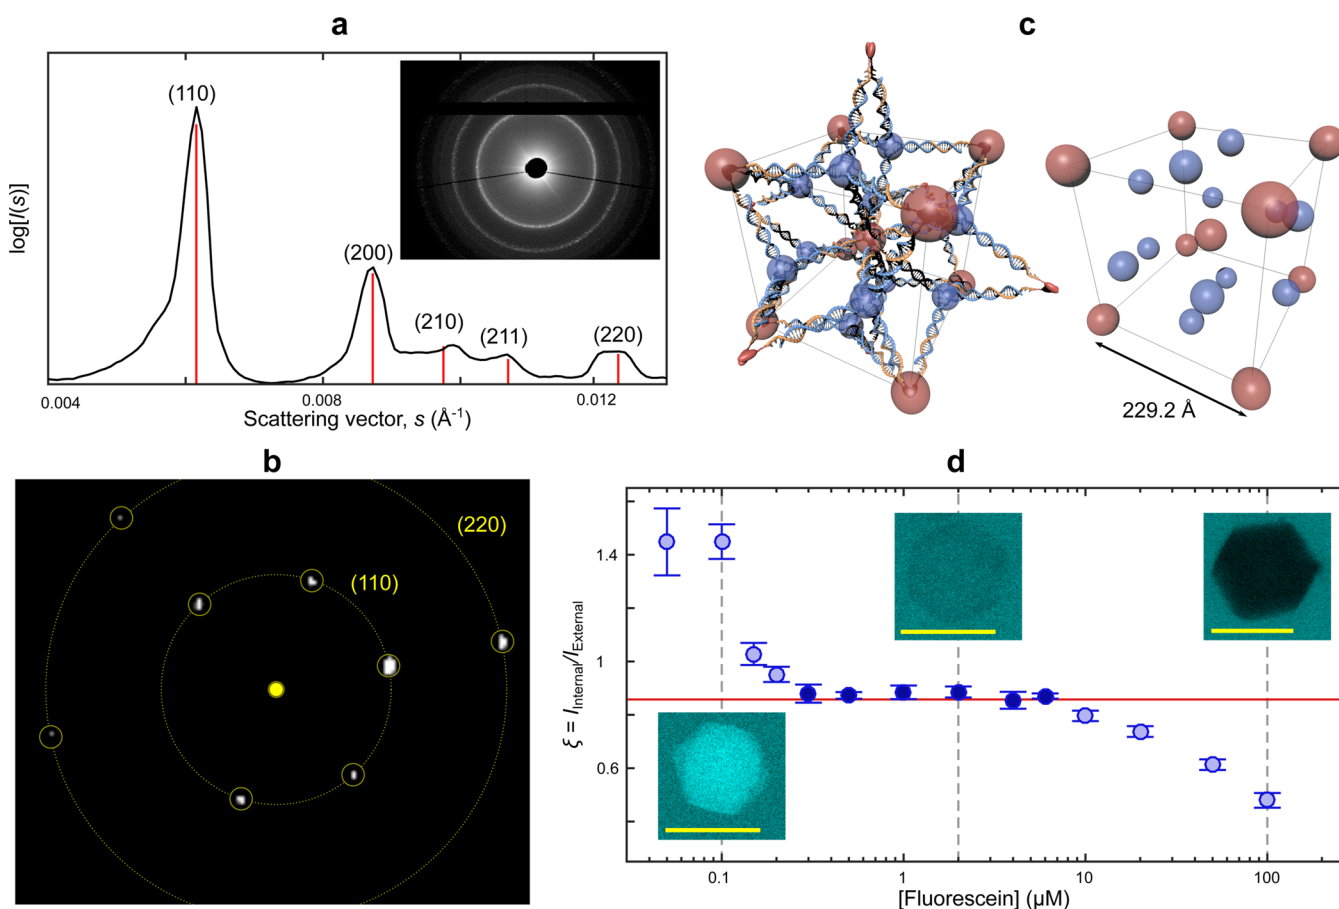 a
(110)
(200)
(210)
(211)
(220)
log[I(s)]
0.004
0.008
0.012
Scattering vector, s (Å⁻¹)
c
229.2 Å
b
(220)
(110)
d
1.4
1
0.6
ξ = I_Internal/I_External
0.1
1
10
100
[Fluorescein] (μM)